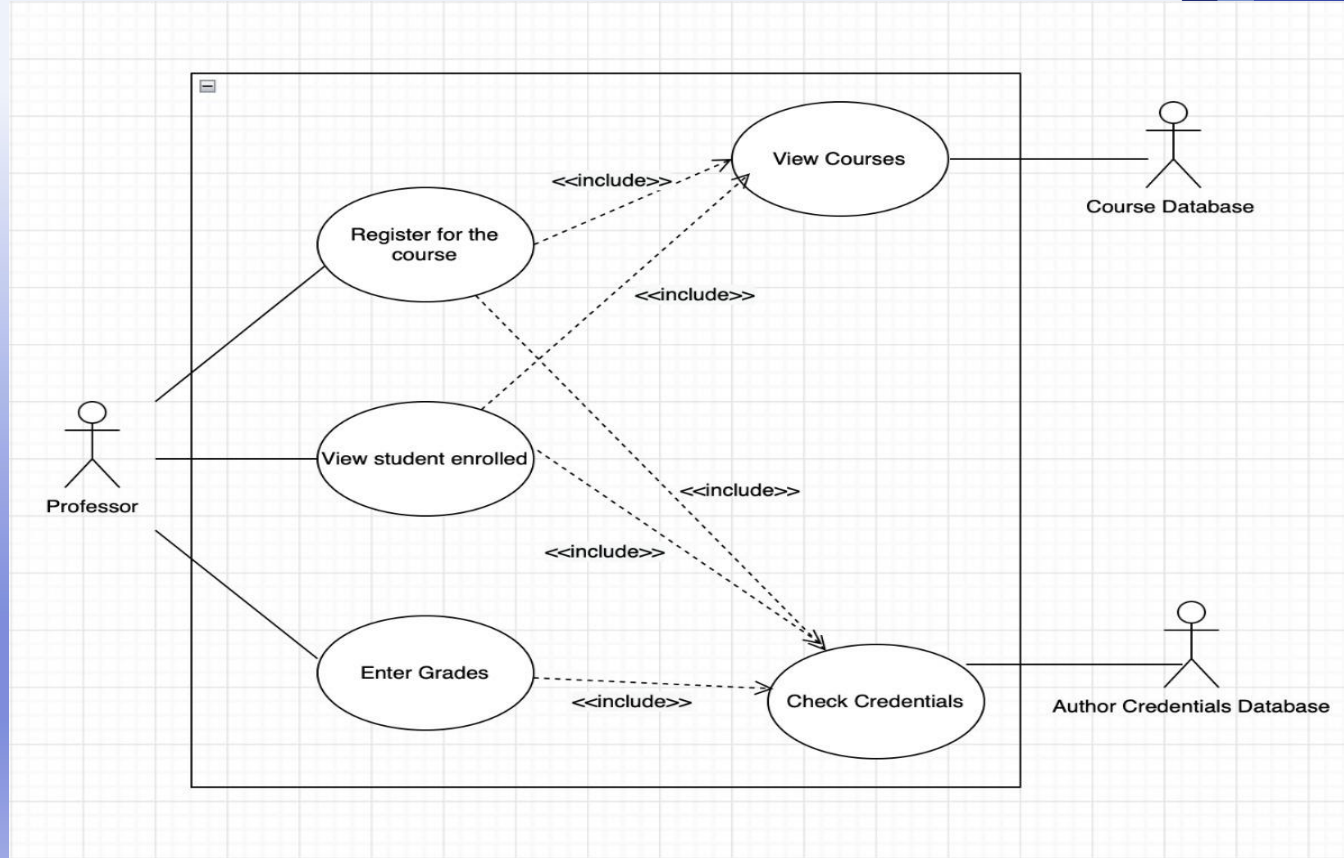 View Courses
<<include>>
Course Database
Register for the
course
<<include>>
View student enrolled
<<include>>
Professor
<<include>>
Enter Grades
<<include>>
Check Credentials
Author Credentials Database